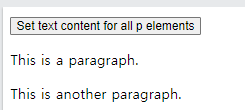 Set text content for all p elements
This is a paragraph.
This is another paragraph.